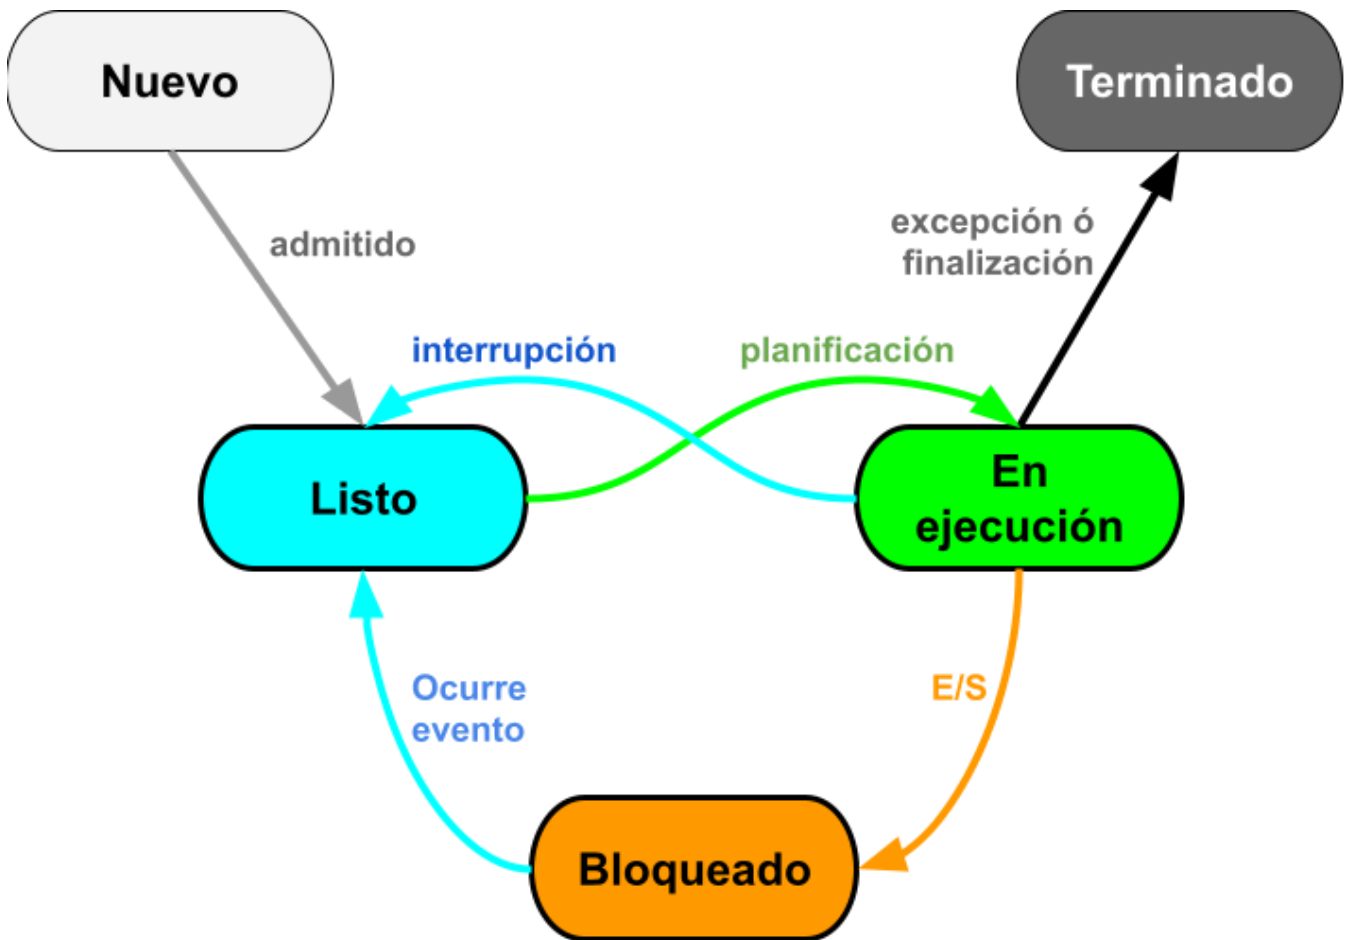 Nuevo
Terminado
admitido
excepción ó
finalización
interrupción
planificación
Listo
En
ejecución
Ocurre
evento
E/S
Bloqueado